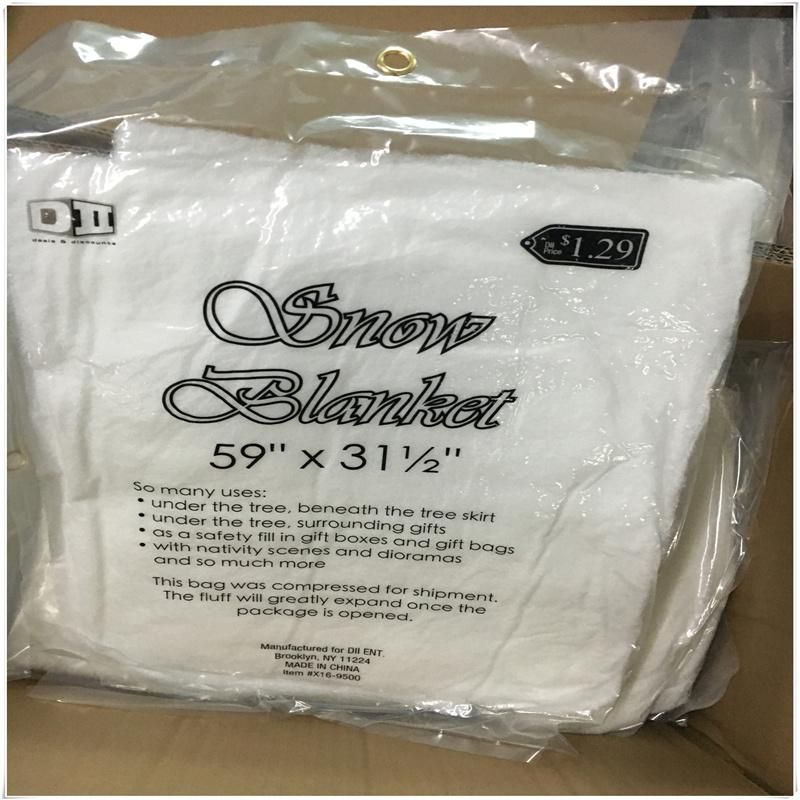 DII
deals & discounts
DII Price $1.29
Snow
Blanket
59" x 31 ½"
So many uses:
• under the tree, beneath the tree skirt
• under the tree, surrounding gifts
• as a safety fill in gift boxes and gift bags
• with nativity scenes and dioramas
and so much more
This bag was compressed for shipment.
The fluff will greatly expand once the
package is opened.
Manufactured for DII ENT.
Brooklyn, NY 11224
MADE IN CHINA
Item #X16-9500